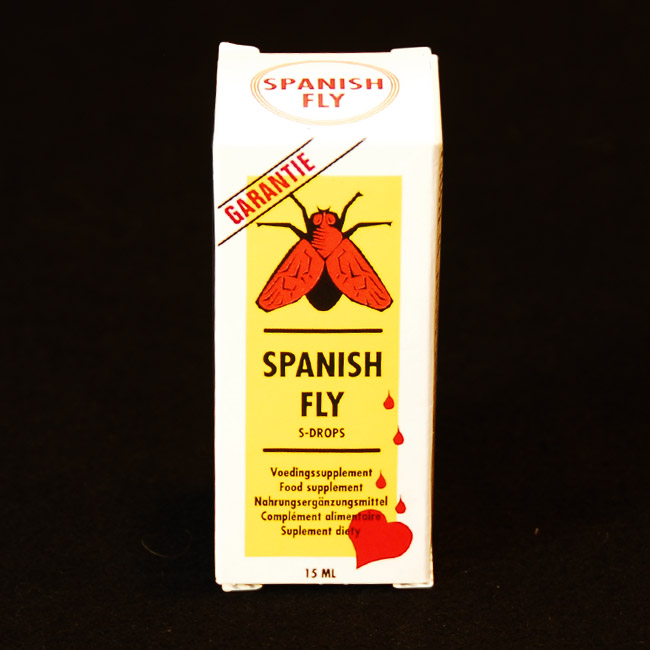 SPANISH
FLY
GARANTIE
SPANISH
FLY
S-DROPS
Voedingssupplement
Food supplement
Nahrungsergänzungsmittel
Complément alimentaire
Suplement diety
15 ML